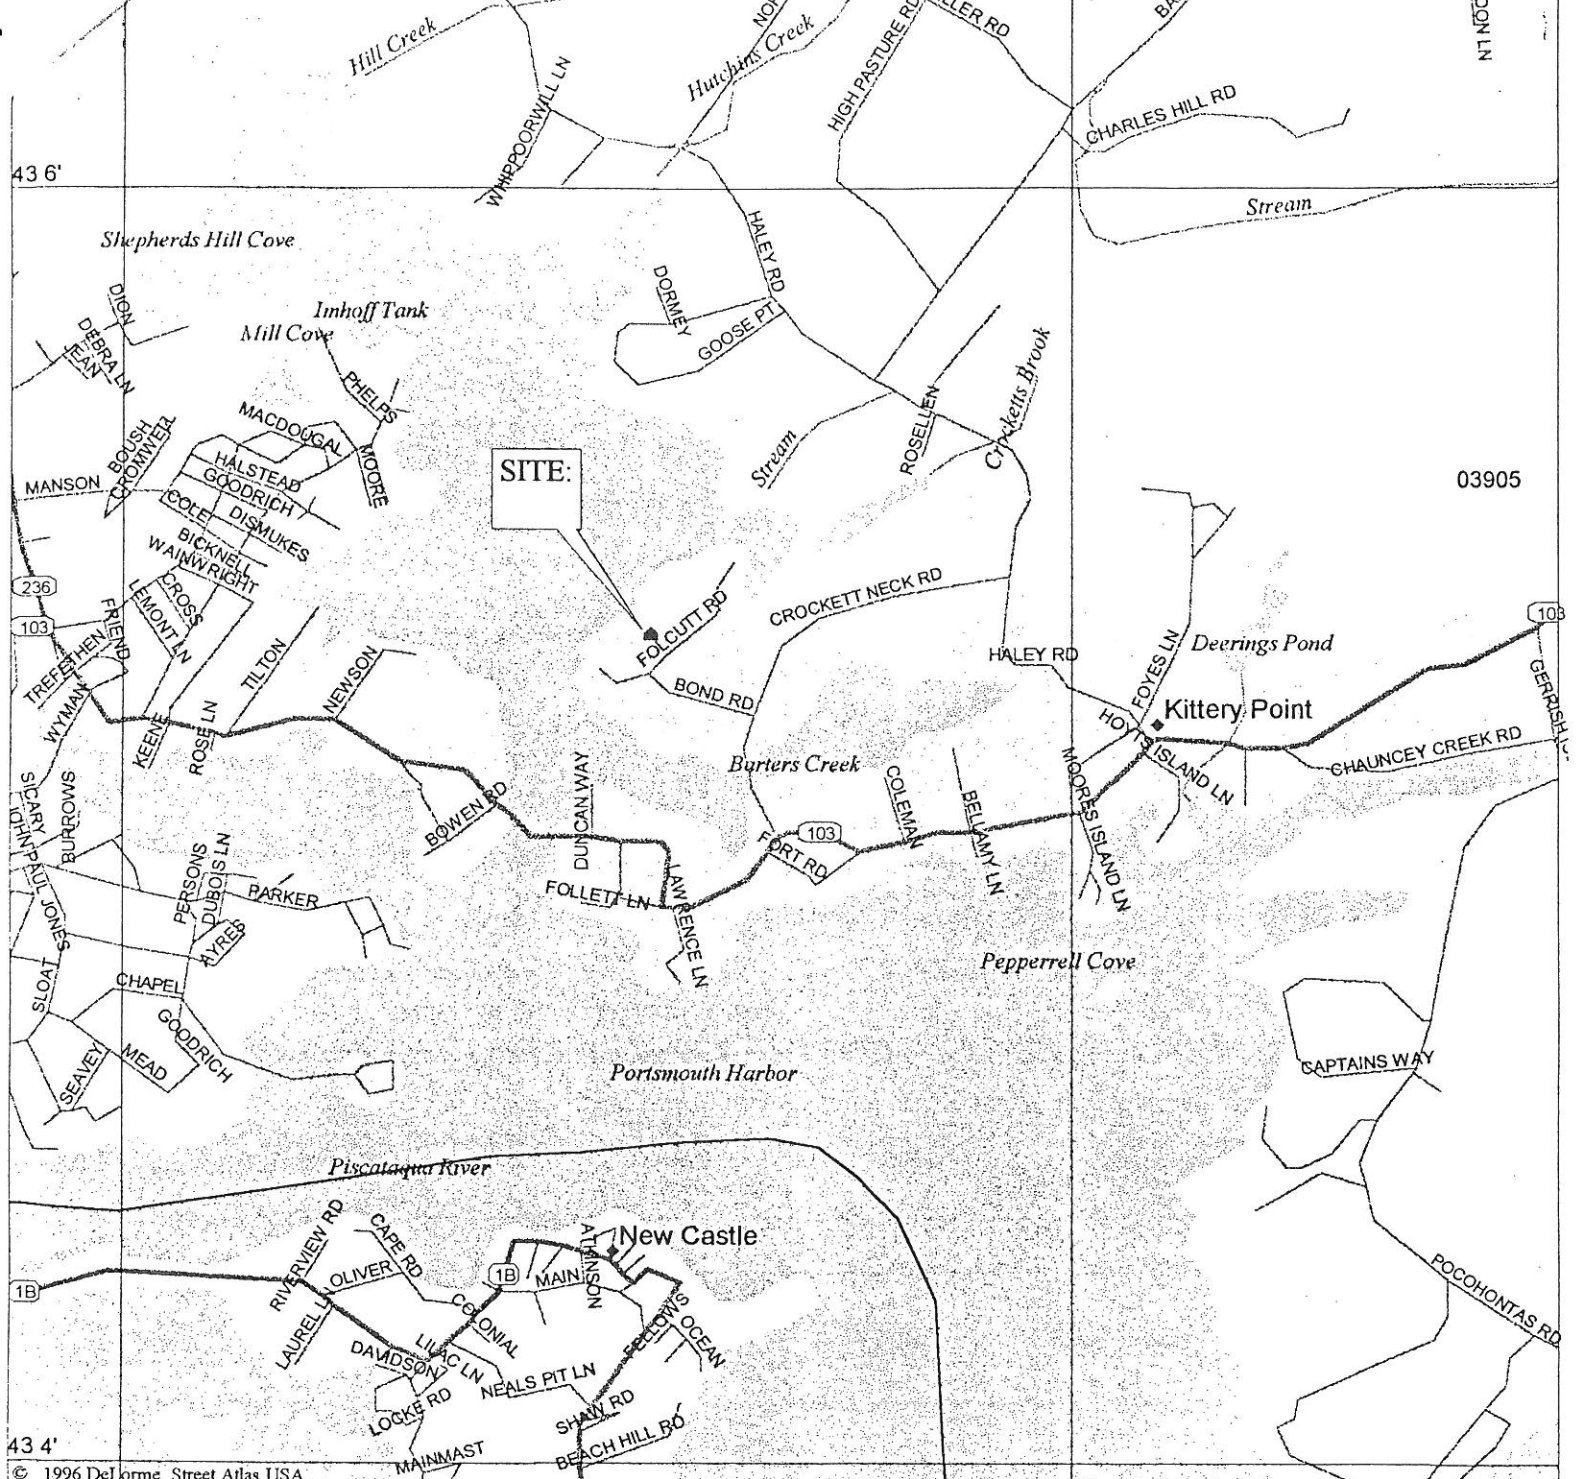 Hill Creek
Hutchins Creek
HIGH PASTURE RD
LLER RD
WHIPPOORWILL LN
CHARLES HILL RD
43 6'
Stream
Shepherds Hill Cove
HALEY RD
DORMEY
GOOSE PT
DION
DEBRA LN
JEAN
Imhoff Tank
Mill Cove
PHELPS
MACDOUGAL
MOORE
BOUSH
CROMWELL
HALSTEAD
GOODRICH
MANSON
COLE
DISMUKES
BICKNELL
WAINWRIGHT
SITE:
Stream
ROSELLEN
Crocketts Brook
03905
236
103
CROSS
LEMONT LN
FRIEND
TREFETHEN
WYMAN
TILTON
NEWSON
KEENE
ROSE LN
FOLCUTT RD
BOND RD
CROCKETT NECK RD
HALEY RD
FOYES LN
Deerings Pond
103
GERRISH
Kittery Point
HOYTS ISLAND LN
CHAUNCEY CREEK RD
MOORES ISLAND LN
Barters Creek
COLEMAN
BELLAMY LN
103
FORT RD
DUNCAN WAY
BOWEN RD
FOLLETT LN
LAWRENCE LN
SICARY
JOHN PAUL JONES
BURROWS
PERSONS
DUBOIS LN
PARKER
AYRES
SLOAT
CHAPEL
GOODRICH
MEAD
SEAVEY
Pepperrell Cove
Portsmouth Harbor
CAPTAINS WAY
Piscataqua River
RIVERVIEW RD
CAPE RD
OLIVER
1B
1B
MAIN
ATKINSON
New Castle
LAUREL L
COLONIAL
LILAC LN
DAVIDSON
FELLOWS
OCEAN
NEALS PIT LN
LOCKE RD
SHAW RD
BEACH HILL RD
MAINMAST
POCOHONTAS RD
43 4'
© 1996 DeLorme Street Atlas USA